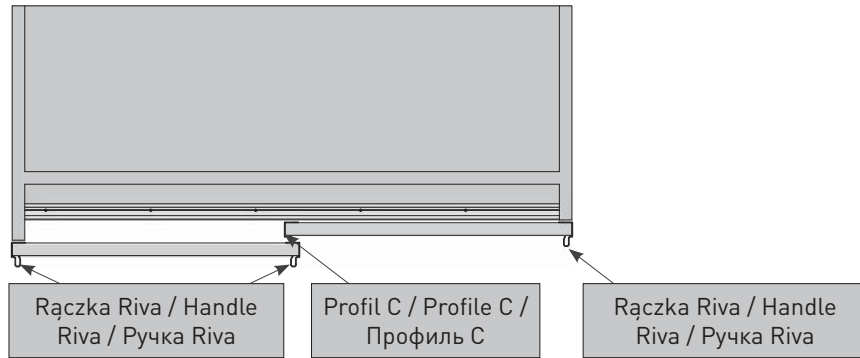 Rączka Riva / Handle
Riva / Ручка Riva
Profil C / Profile C /
Профиль C
Rączka Riva / Handle
Riva / Ручка Riva